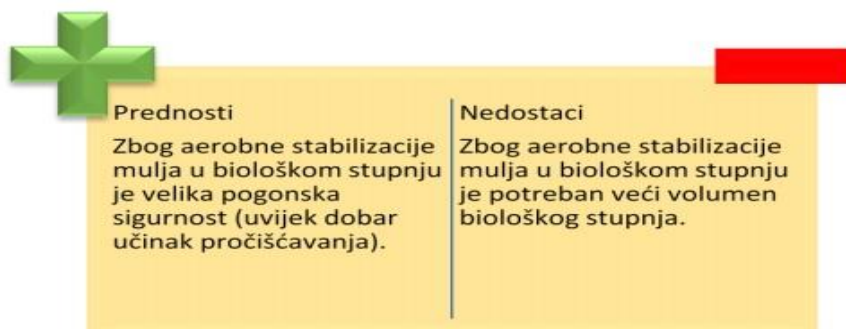 Prednosti
Zbog aerobne stabilizacije
mulja u biološkom stupnju
je velika pogonska
sigurnost (uvijek dobar
učinak pročišćavanja).
Nedostaci
Zbog aerobne stabilizacije
mulja u biološkom stupnju
je potreban veći volumen
biološkog stupnja.